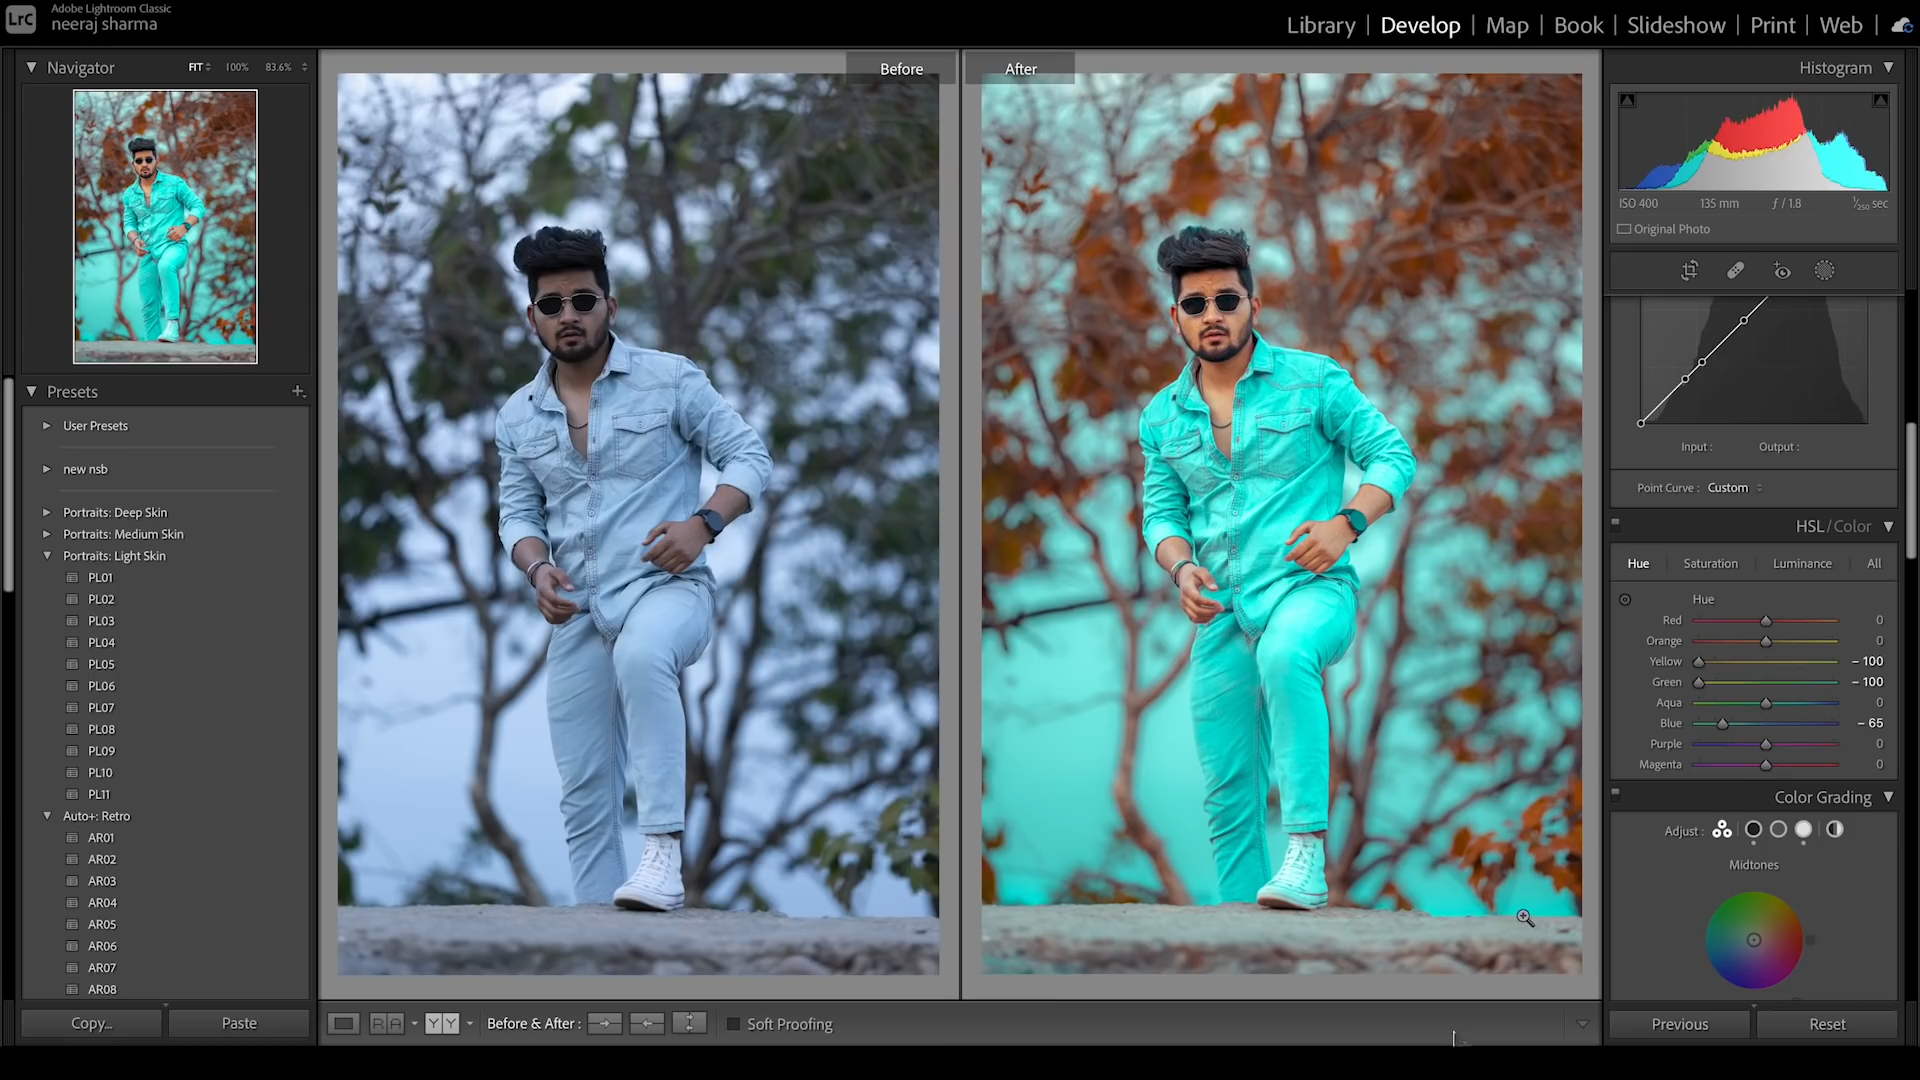 LrC
Adobe Lightroom Classic
neeraj sharma
Library | Develop | Map | Book | Slideshow | Print | Web |
Navigator FIT 100% 83.6%
Presets
User Presets
new nsb
Portraits: Deep Skin
Portraits: Medium Skin
Portraits: Light Skin
PL01
PL02
PL03
PL04
PL05
PL06
PL07
PL08
PL09
PL10
PL11
Auto+: Retro
AR01
AR02
AR03
AR04
AR05
AR06
AR07
AR08
Copy... Paste
Before After
RA YY Before & After : Soft Proofing
Histogram
ISO 400 135 mm ƒ / 1.8 1/250 sec
Original Photo
Input : Output :
Point Curve : Custom
HSL / Color
Hue Saturation Luminance All
Hue
Red 0
Orange 0
Yellow – 100
Green – 100
Aqua 0
Blue – 65
Purple 0
Magenta 0
Color Grading
Adjust :
Midtones
Previous Reset